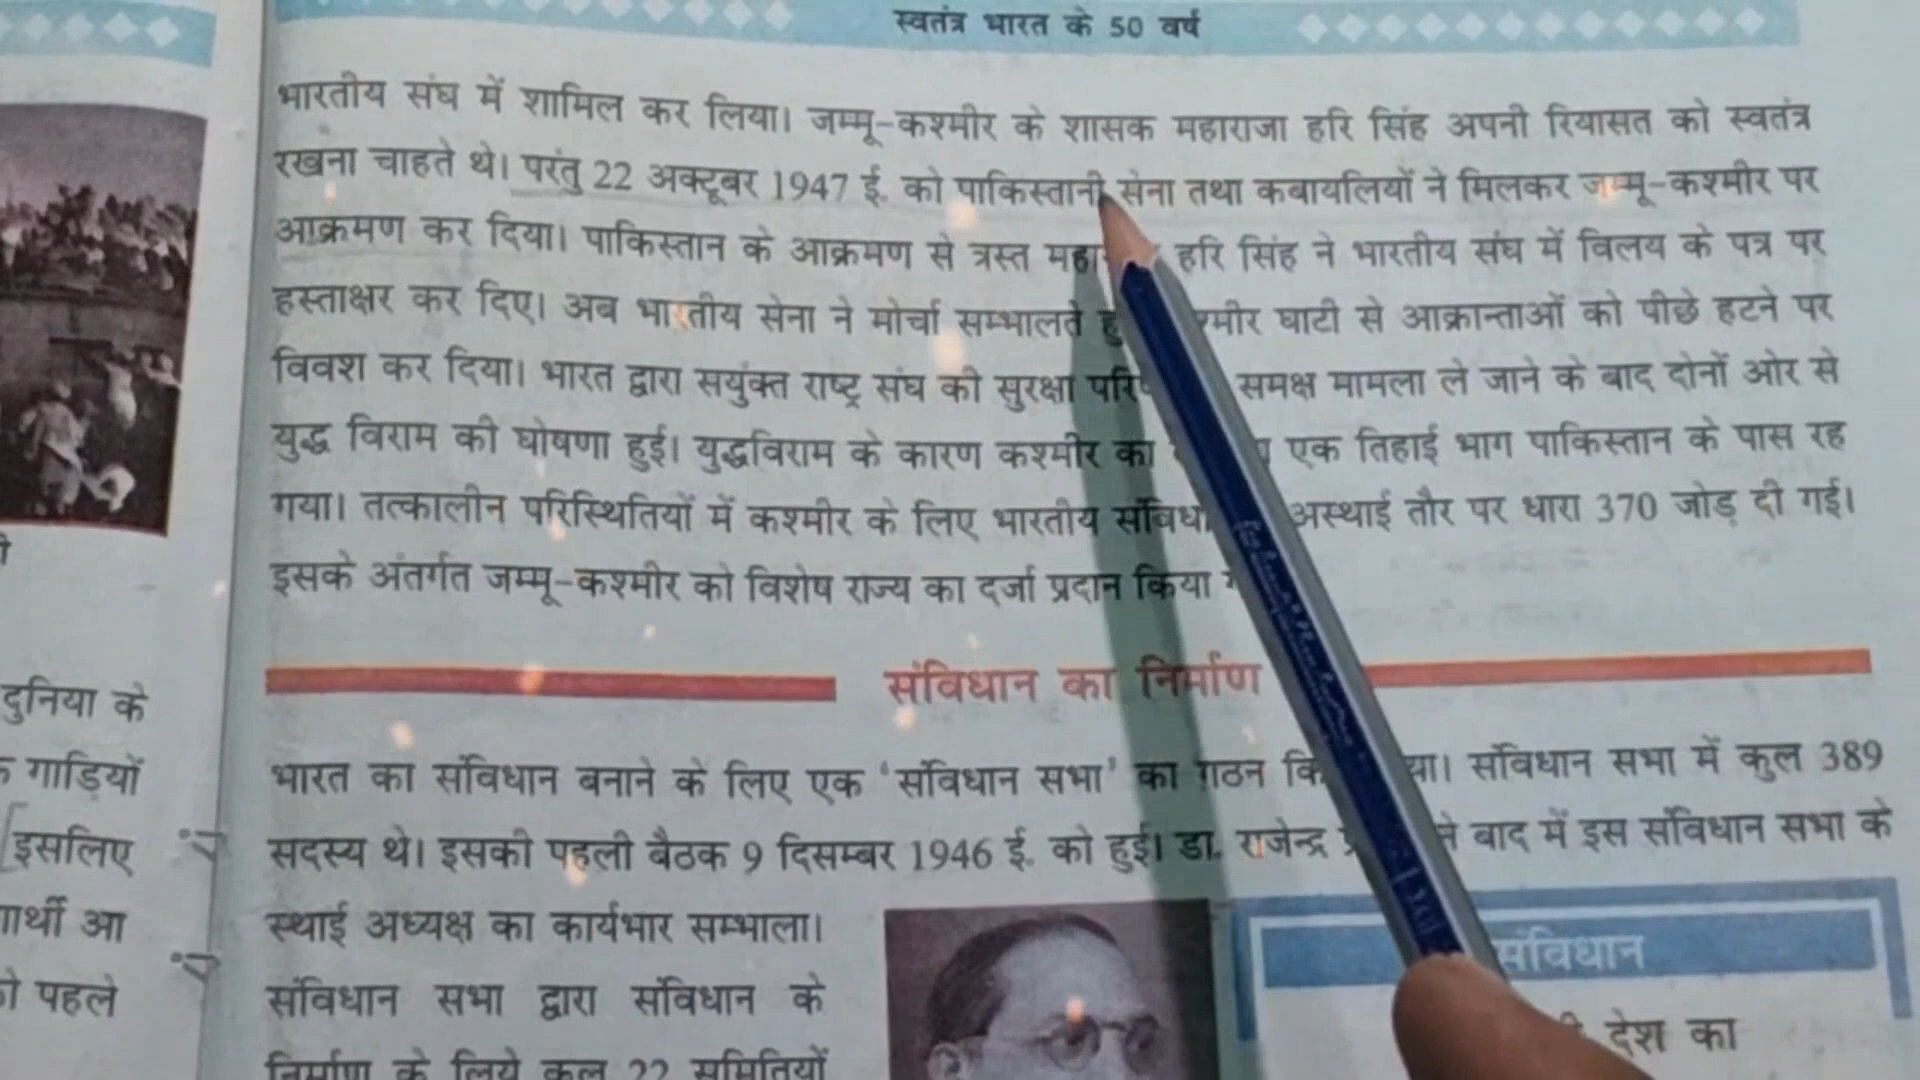 स्वतंत्र भारत के 50 वर्ष
भारतीय संघ में शामिल कर लिया। जम्मू-कश्मीर के शासक महाराजा हरि सिंह अपनी रियासत को स्वतंत्र
रखना चाहते थे। परंतु 22 अक्टूबर 1947 ई. को पाकिस्तानी सेना तथा कबायलियों ने मिलकर जम्मू-कश्मीर पर
आक्रमण कर दिया। पाकिस्तान के आक्रमण से त्रस्त हरि सिंह ने भारतीय संघ में विलय के पत्र पर
हस्ताक्षर कर दिए। अब भारतीय सेना ने मोर्चा सम्भालते घाटी से आक्रान्ताओं को पीछे हटने पर
विवश कर दिया। भारत द्वारा सयुंक्त राष्ट्र संघ की सुरक्षा समक्ष मामला ले जाने के बाद दोनों ओर से
युद्ध विराम की घोषणा हुई। युद्धविराम के कारण कश्मीर का एक तिहाई भाग पाकिस्तान के पास रह
गया। तत्कालीन परिस्थितियों में कश्मीर के लिए भारतीय अस्थाई तौर पर धारा 370 जोड़ दी गई।
इसके अंतर्गत जम्मू-कश्मीर को विशेष राज्य का दर्जा प्रदान किया
संविधान का निर्माण
भारत का संविधान बनाने के लिए एक 'संविधान सभा' का गठन संविधान सभा में कुल 389
सदस्य थे। इसकी पहली बैठक 9 दिसम्बर 1946 ई. को हुई। डा. राजेन्द्र बाद में इस संविधान सभा के
स्थाई अध्यक्ष का कार्यभार सम्भाला।
संविधान सभा द्वारा संविधान के
निर्माण के लिये कुल 22 समितियों
संविधान
देश का
दुनिया के
गाड़ियों
इसलिए
आ
पहले